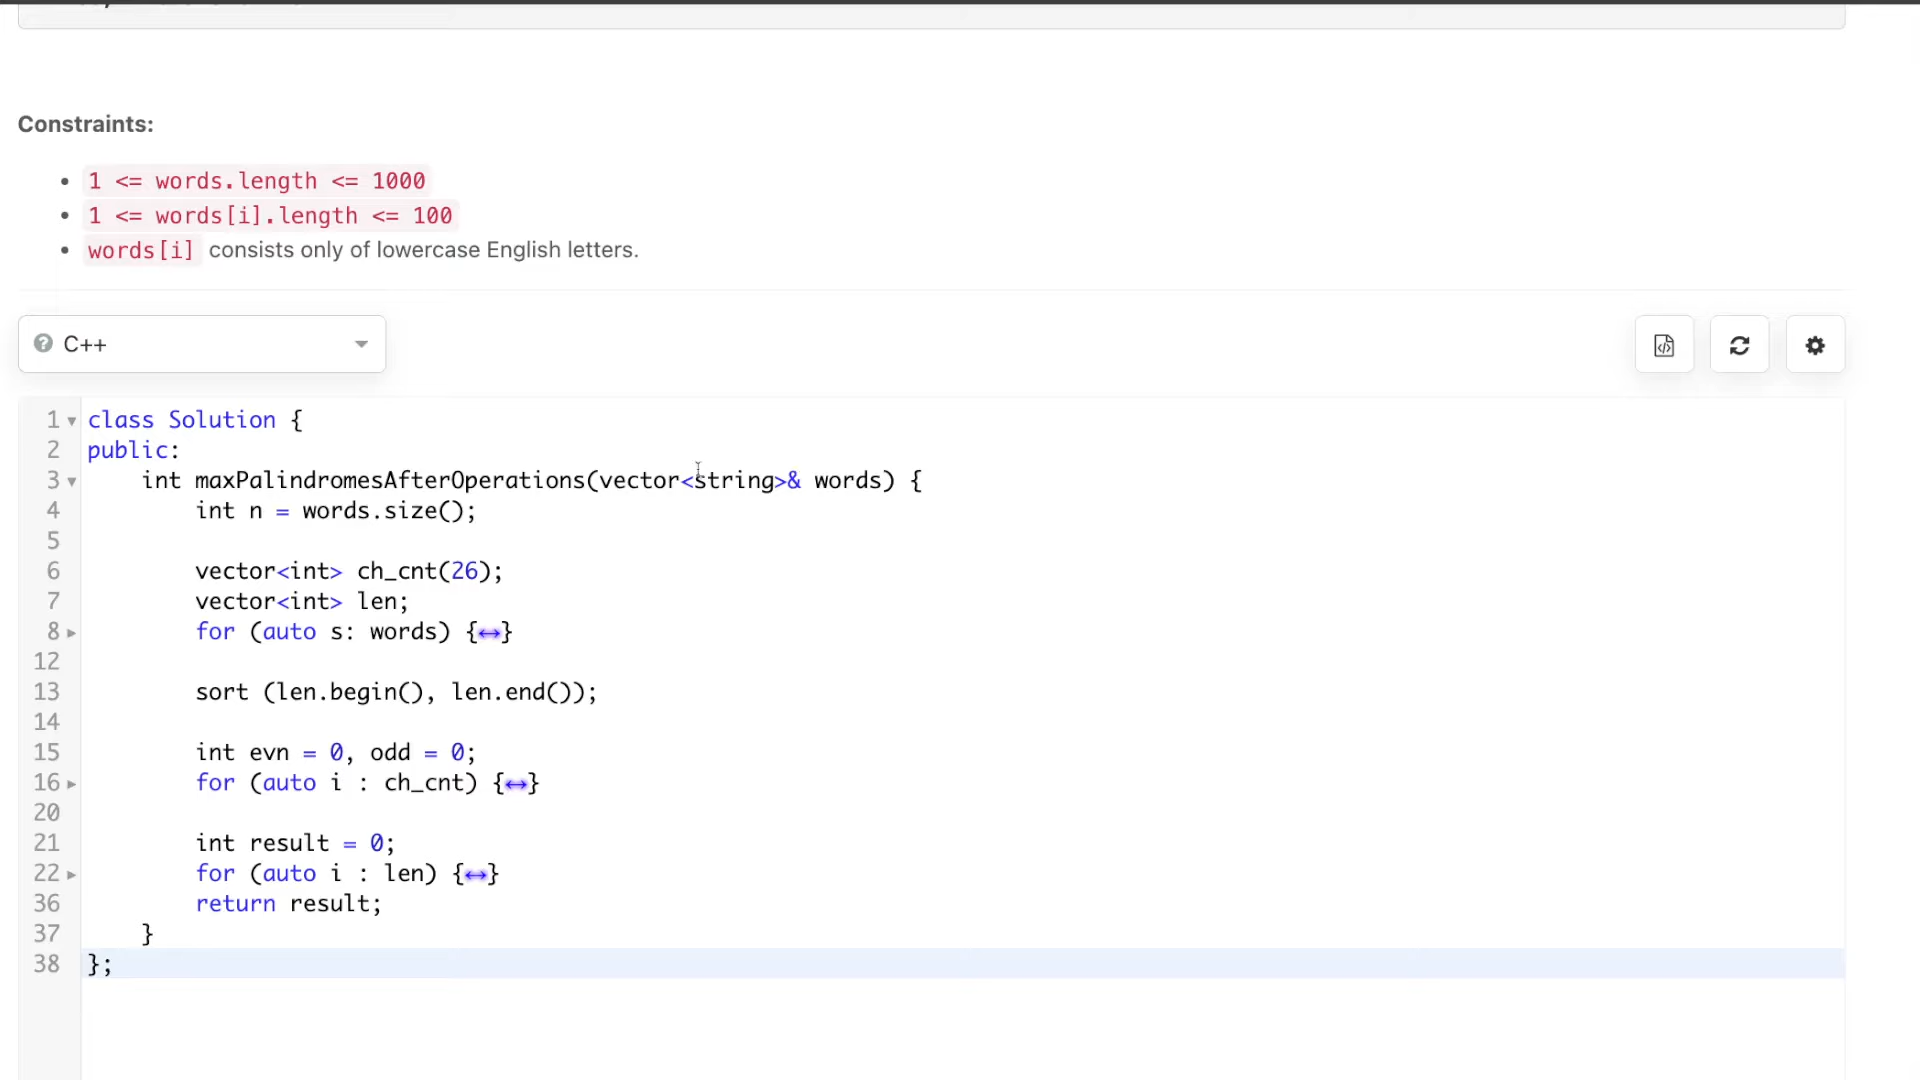 Constraints:
1 <= words.length <= 1000
1 <= words[i].length <= 100
words[i] consists only of lowercase English letters.
C++
1 class Solution {
2 public:
3     int maxPalindromesAfterOperations(vector<string>& words) {
4         int n = words.size();
5
6         vector<int> ch_cnt(26);
7         vector<int> len;
8         for (auto s: words) {↔}
12
13         sort (len.begin(), len.end());
14
15         int evn = 0, odd = 0;
16         for (auto i : ch_cnt) {↔}
20
21         int result = 0;
22         for (auto i : len) {↔}
36         return result;
37     }
38 };